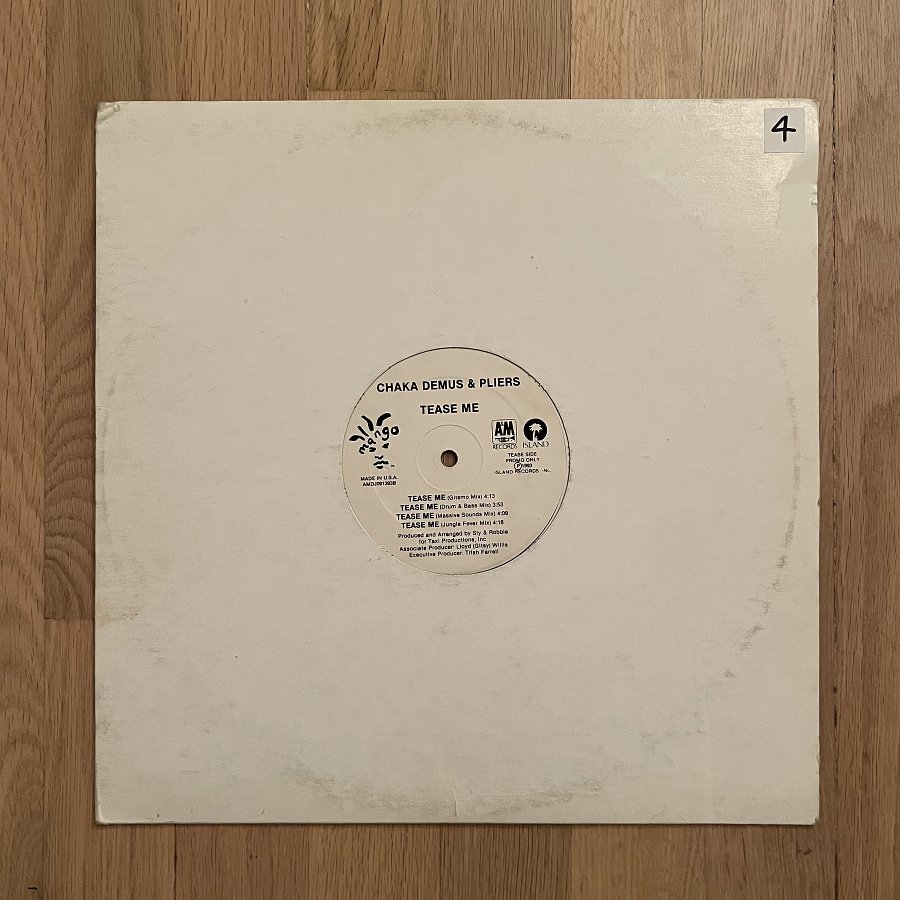 4
CHAKA DEMUS & PLIERS
TEASE ME
mango
A&M
RECORDS
ISLAND
TEASE SIDE
PROMO ONLY
MADE IN U.S.A.
ISLAND RECORDS
TEASE ME (Gitsmo Mix) 4:13
TEASE ME (Drum & Bass Mix) 3:53
TEASE ME (Massive Sounds Mix) 4:09
TEASE ME (Jungle Fever Mix) 4:16
Produced and Arranged by Sly & Robbie
for Taxi Productions, Inc
Associate Producer: Lloyd (Gitsy) Willis
Executive Producer: Trish Farrell